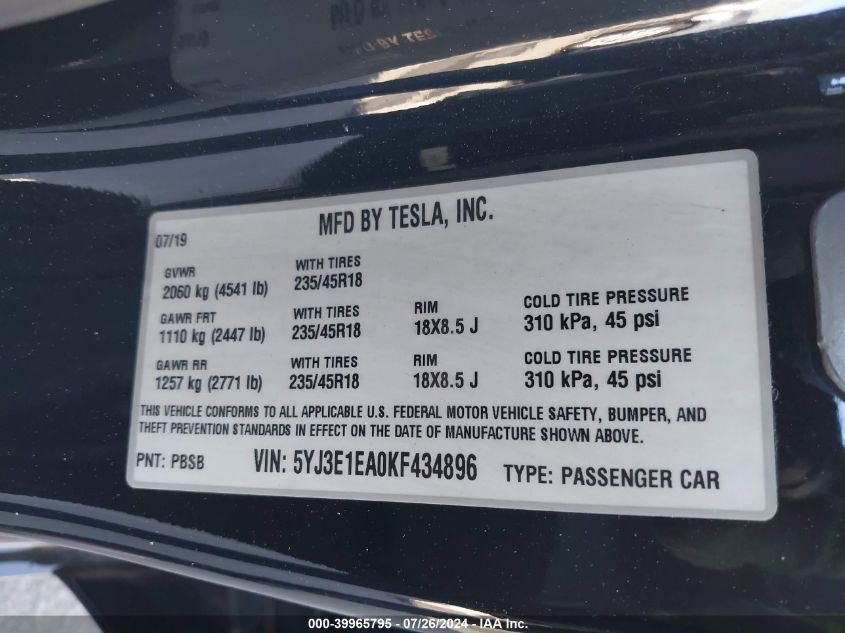 MFD BY TESLA, INC.
07/19
GVWR WITH TIRES
2060 kg (4541 lb) 235/45R18
GAWR FRT WITH TIRES RIM COLD TIRE PRESSURE
1110 kg (2447 lb) 235/45R18 18X8.5 J 310 kPa, 45 psi
GAWR RR WITH TIRES RIM COLD TIRE PRESSURE
1257 kg (2771 lb) 235/45R18 18X8.5 J 310 kPa, 45 psi
THIS VEHICLE CONFORMS TO ALL APPLICABLE U.S. FEDERAL MOTOR VEHICLE SAFETY, BUMPER, AND
THEFT PREVENTION STANDARDS IN EFFECT ON THE DATE OF MANUFACTURE SHOWN ABOVE.
PNT: PBSB VIN: 5YJ3E1EA0KF434896 TYPE: PASSENGER CAR
000-39965795 - 07/26/2024 - IAA Inc.